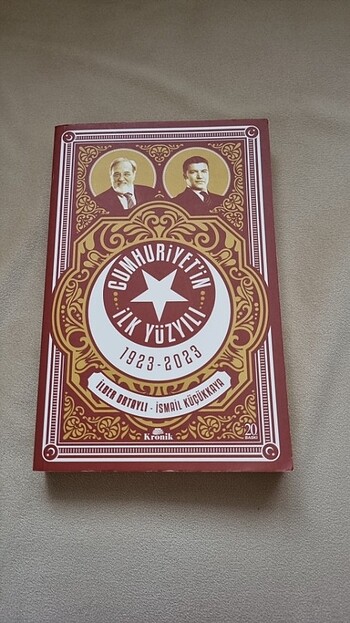 CUMHURİYET'İN
İLK YÜZYILI
1923-2023
İLBER ORTAYLI - İSMAİL KÜÇÜKKAYA
Kronik
20
BASKI